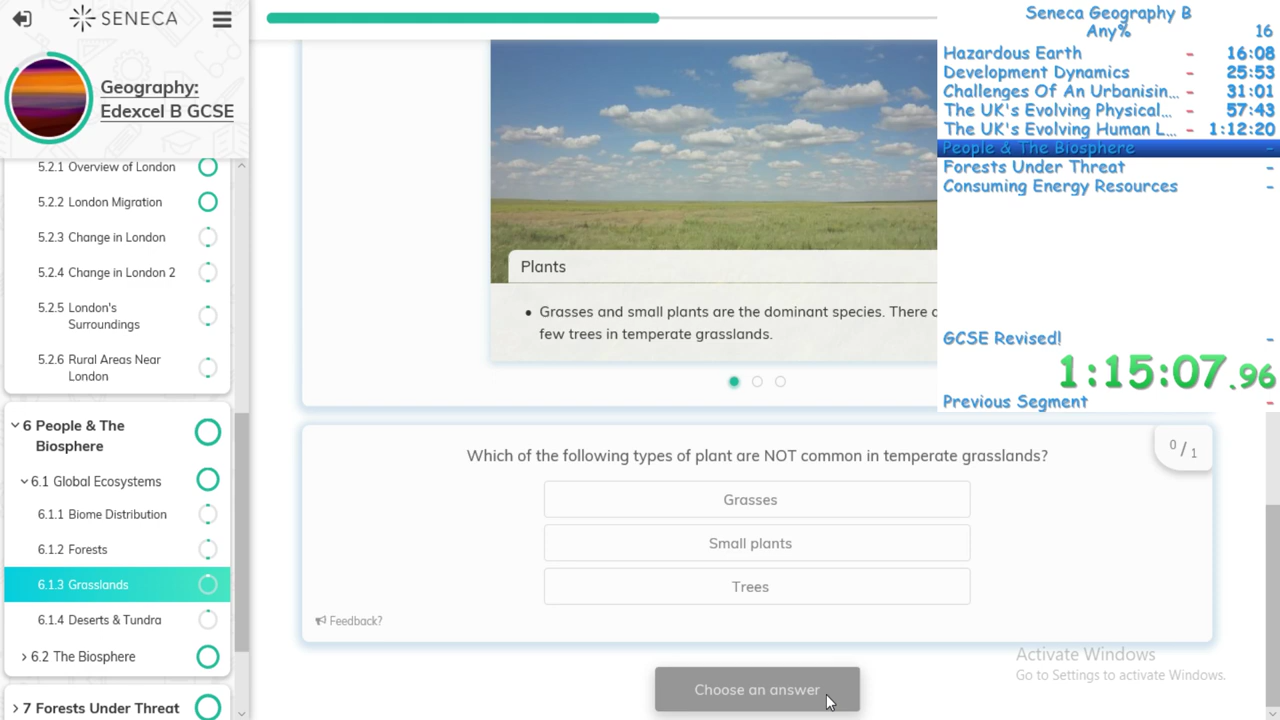 SENECA
Geography:
Edexcel B GCSE
5.2.1 Overview of London
5.2.2 London Migration
5.2.3 Change in London
5.2.4 Change in London 2
5.2.5 London's
Surroundings
5.2.6 Rural Areas Near
London
6 People & The
Biosphere
6.1 Global Ecosystems
6.1.1 Biome Distribution
6.1.2 Forests
6.1.3 Grasslands
6.1.4 Deserts & Tundra
6.2 The Biosphere
7 Forests Under Threat
Plants
• Grasses and small plants are the dominant species. There
few trees in temperate grasslands.
Which of the following types of plant are NOT common in temperate grasslands?
0 / 1
Grasses
Small plants
Trees
Feedback?
Choose an answer
Activate Windows
Go to Settings to activate Windows.
Seneca Geography B
Any% 16
Hazardous Earth - 16:08
Development Dynamics - 25:53
Challenges Of An Urbanisin... - 31:01
The UK's Evolving Physical... - 57:43
The UK's Evolving Human L... - 1:12:20
People & The Biosphere -
Forests Under Threat -
Consuming Energy Resources -
GCSE Revised! -
1:15:07.96
Previous Segment -